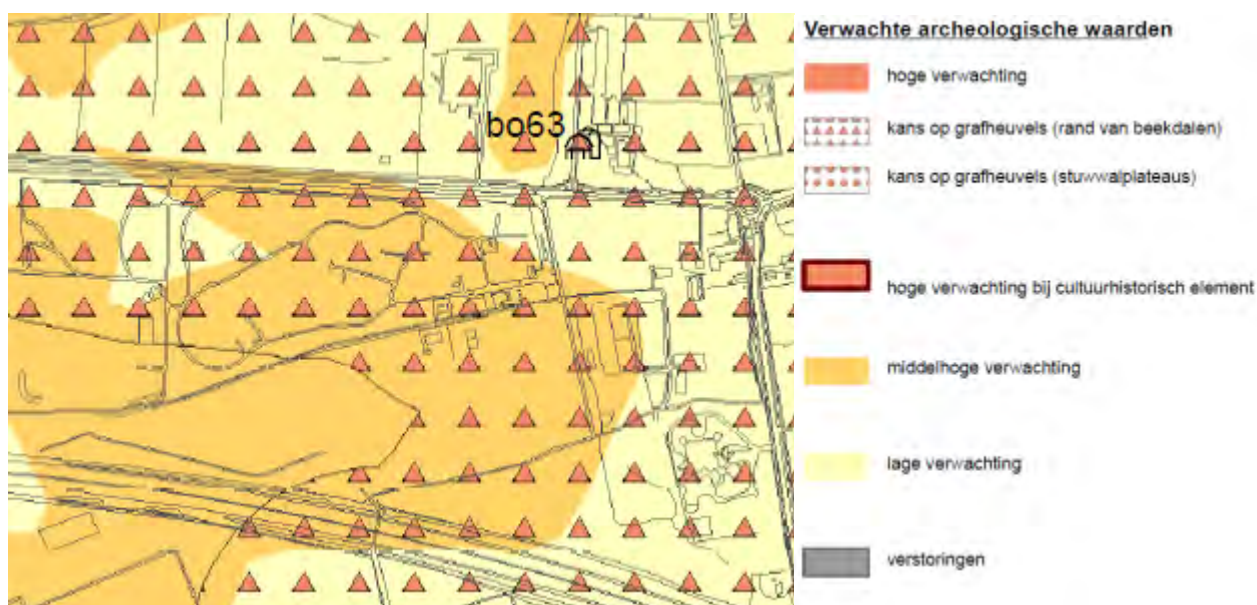 bo63
Verwachte archeologische waarden
hoge verwachting
kans op grafheuvels (rand van beekdalen)
kans op grafheuvels (stuwwalplateaus)
hoge verwachting bij cultuurhistorisch element
middelhoge verwachting
lage verwachting
verstoringen